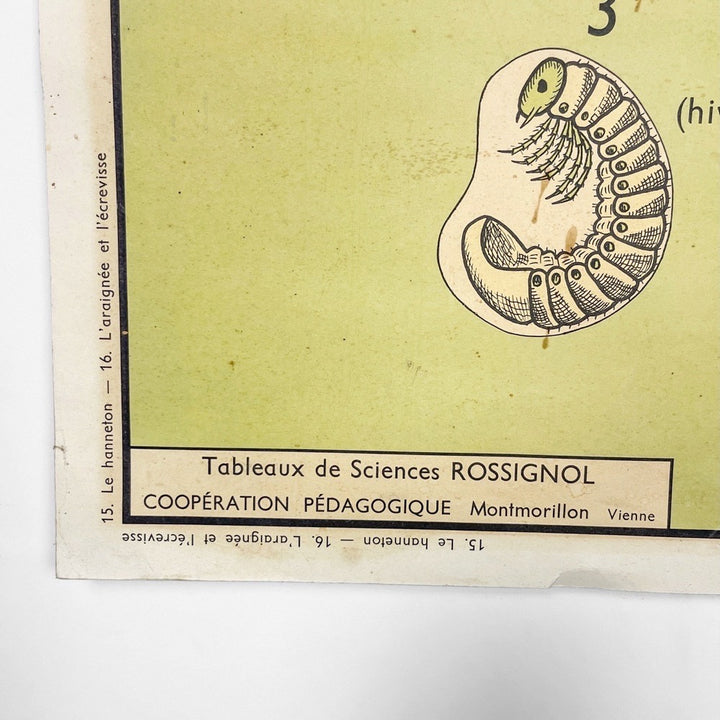 3
(hiv
15. Le hanneton — 16. L'araignée et l'écrevisse
Tableaux de Sciences ROSSIGNOL
COOPÉRATION PÉDAGOGIQUE Montmorillon Vienne
15. Le hanneton — 16. L'araignée et l'écrevisse